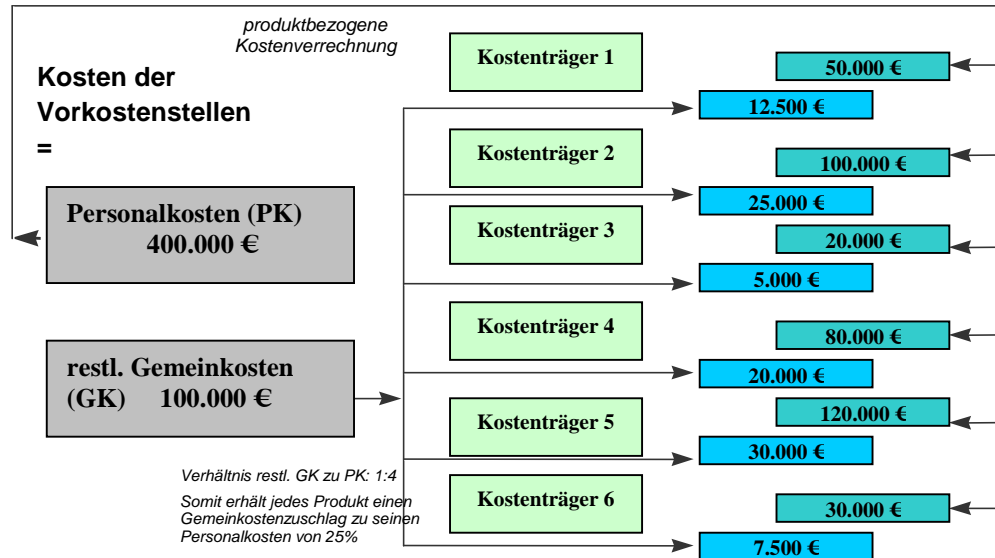 produktbezogene
Kostenverrechnung
Kosten der
Vorkostenstellen
=
Personalkosten (PK)
400.000 €
restl. Gemeinkosten
(GK) 100.000 €
Verhältnis restl. GK zu PK: 1:4
Somit erhält jedes Produkt einen
Gemeinkostenzuschlag zu seinen
Personalkosten von 25%
Kostenträger 1
50.000 €
12.500 €
Kostenträger 2
100.000 €
25.000 €
Kostenträger 3
20.000 €
5.000 €
Kostenträger 4
80.000 €
20.000 €
Kostenträger 5
120.000 €
30.000 €
Kostenträger 6
30.000 €
7.500 €